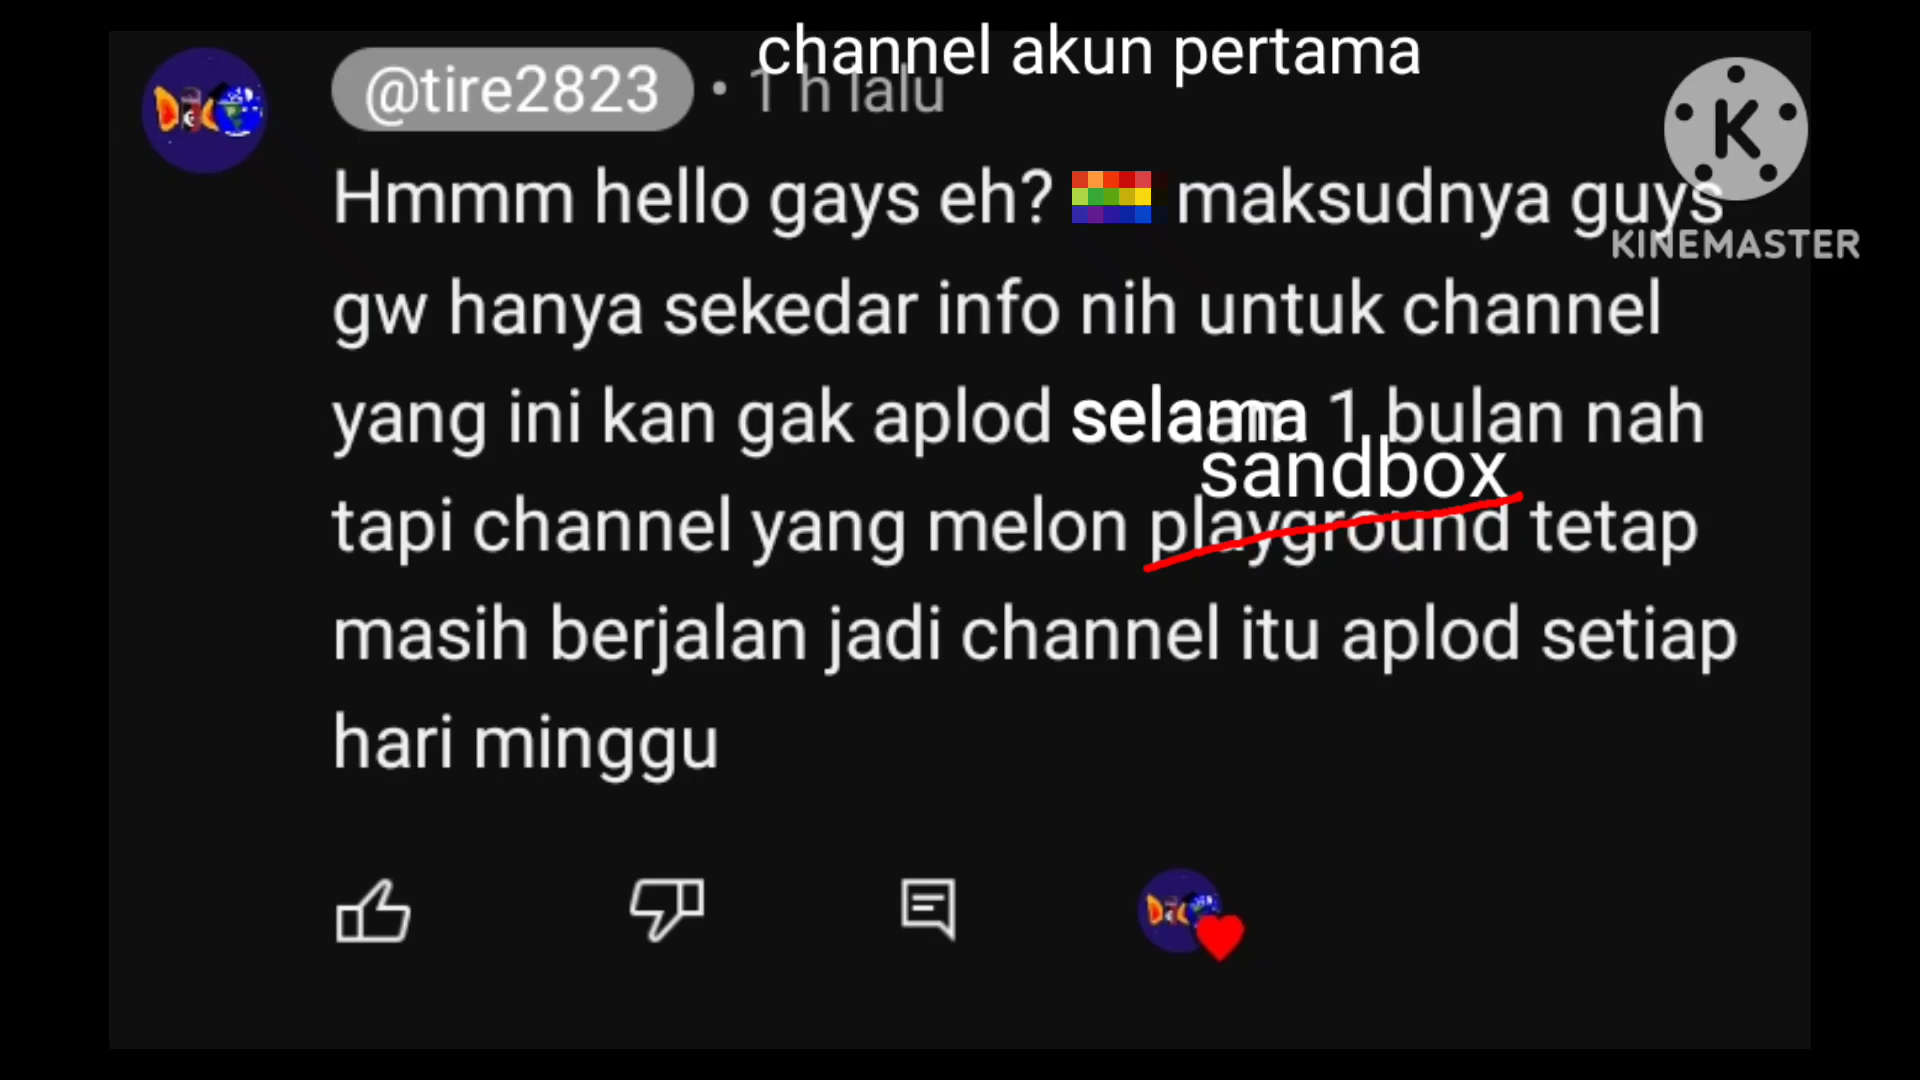 channel akun pertama
@tire2823 • 1 h lalu
K
KINEMASTER
Hmmm hello gays eh? maksudnya guys
gw hanya sekedar info nih untuk channel
yang ini kan gak aplod selama 1 bulan nah
sandbox
tapi channel yang melon playground tetap
masih berjalan jadi channel itu aplod setiap
hari minggu